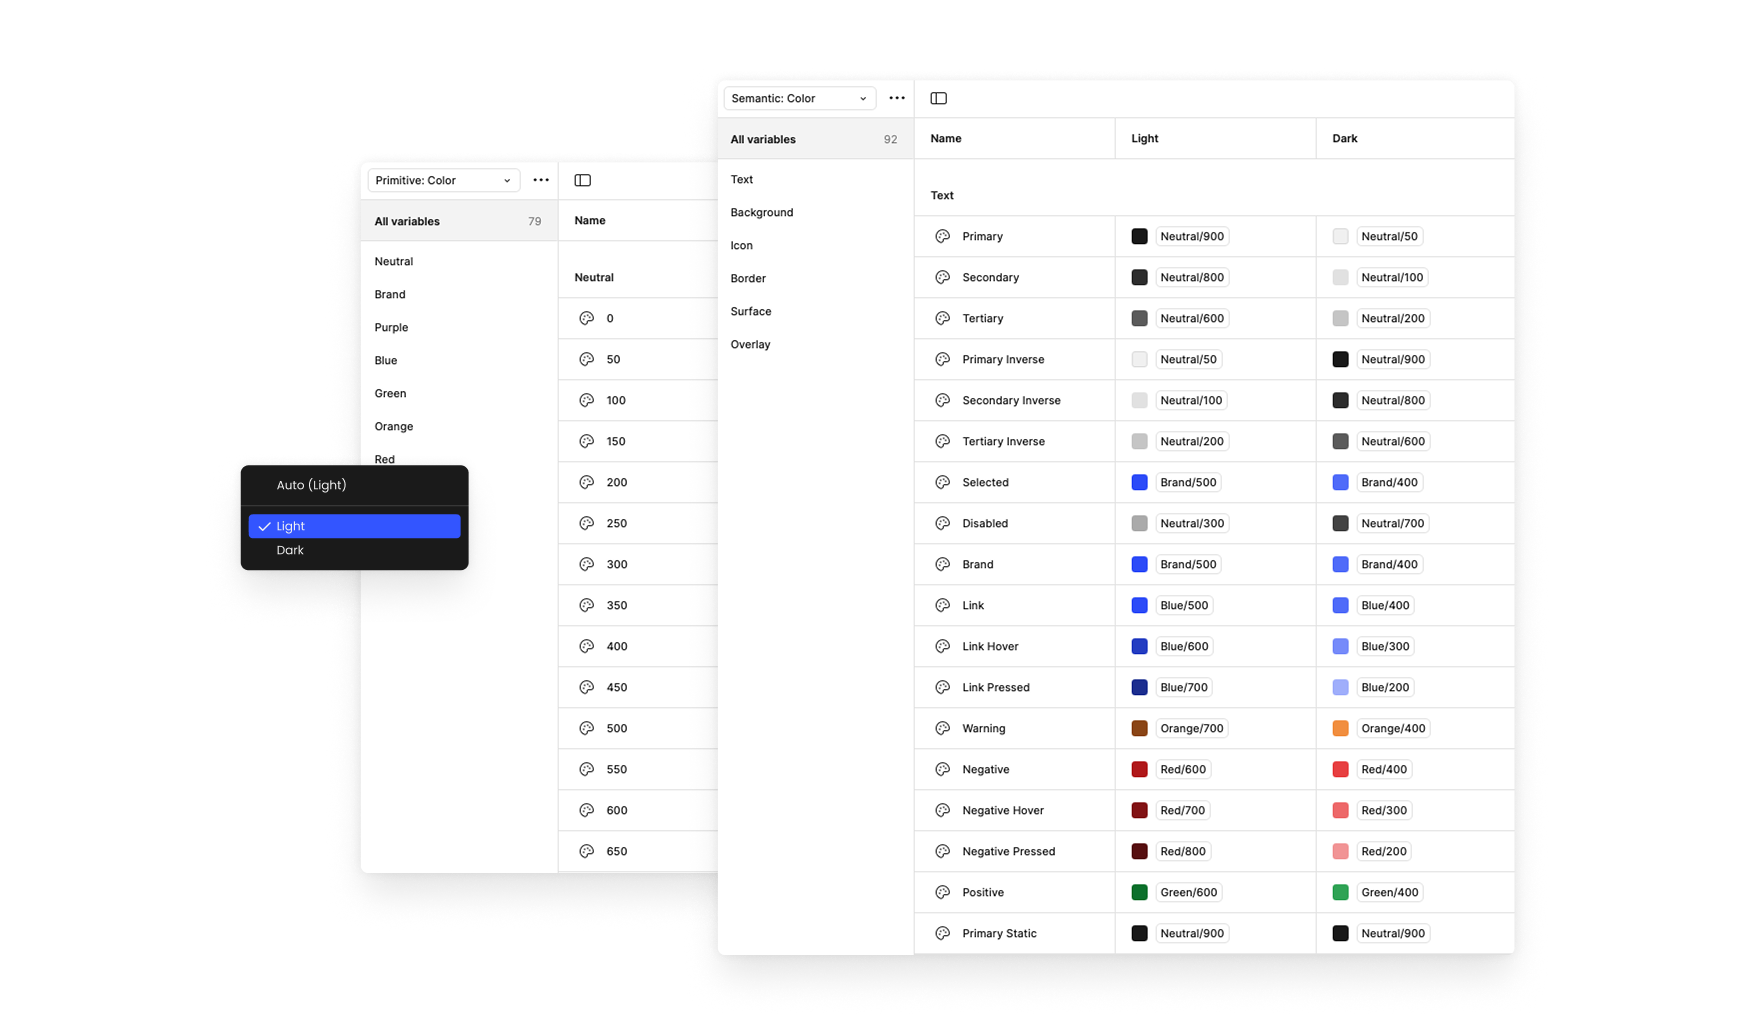 Primitive: Color
All variables 79
Neutral
Brand
Purple
Blue
Green
Orange
Red
Name
Neutral
0
50
100
150
200
250
300
350
400
450
500
550
600
650
Auto (Light)
Light
Dark
Semantic: Color
All variables 92
Text
Background
Icon
Border
Surface
Overlay
Name Light Dark
Text
Primary Neutral/900 Neutral/50
Secondary Neutral/800 Neutral/100
Tertiary Neutral/600 Neutral/200
Primary Inverse Neutral/50 Neutral/900
Secondary Inverse Neutral/100 Neutral/800
Tertiary Inverse Neutral/200 Neutral/600
Selected Brand/500 Brand/400
Disabled Neutral/300 Neutral/700
Brand Brand/500 Brand/400
Link Blue/500 Blue/400
Link Hover Blue/600 Blue/300
Link Pressed Blue/700 Blue/200
Warning Orange/700 Orange/400
Negative Red/600 Red/400
Negative Hover Red/700 Red/300
Negative Pressed Red/800 Red/200
Positive Green/600 Green/400
Primary Static Neutral/900 Neutral/900